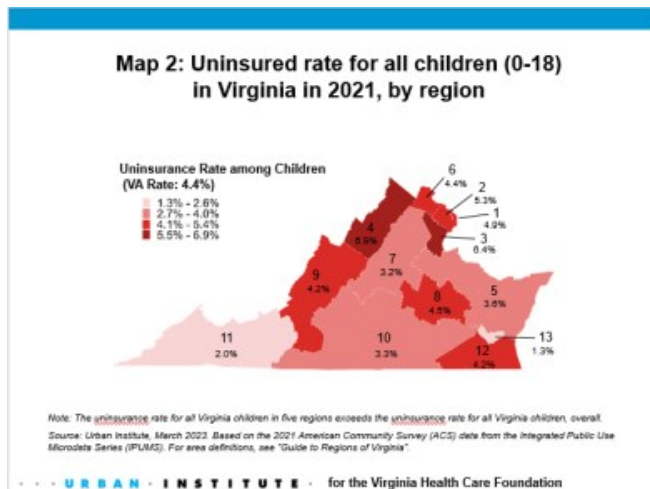 Map 2: Uninsured rate for all children (0-18)
in Virginia in 2021, by region
Uninsurance Rate among Children
(VA Rate: 4.4%)
1.3% - 2.6%
2.7% - 4.0%
4.1% - 5.4%
5.5% - 6.9%
6
4.4%
2
5.3%
1
4.9%
3
6.4%
4
6.9%
7
3.2%
9
4.2%
5
3.6%
8
4.5%
11
2.0%
10
3.3%
13
1.3%
12
4.2%
Note: The uninsurance rate for all Virginia children in five regions exceeds the uninsurance rate for all Virginia children, overall.
Source: Urban Institute, March 2023. Based on the 2021 American Community Survey (ACS) data from the Integrated Public Use
Microdata Series (IPUMS). For area definitions, see "Guide to Regions of Virginia".
· · · · URBAN · INSTITUTE · for the Virginia Health Care Foundation